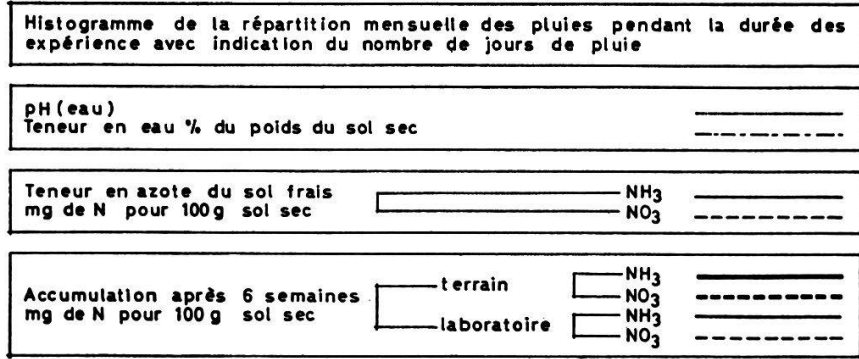 Histogramme de la répartition mensuelle des pluies pendant la durée des
expérience avec indication du nombre de jours de pluie
pH(eau)
Teneur en eau % du poids du sol sec
Teneur en azote du sol frais
mg de N pour 100g sol sec
NH3
NO3
Accumulation après 6 semaines
mg de N pour 100g sol sec
terrain
NH3
NO3
laboratoire
NH3
NO3